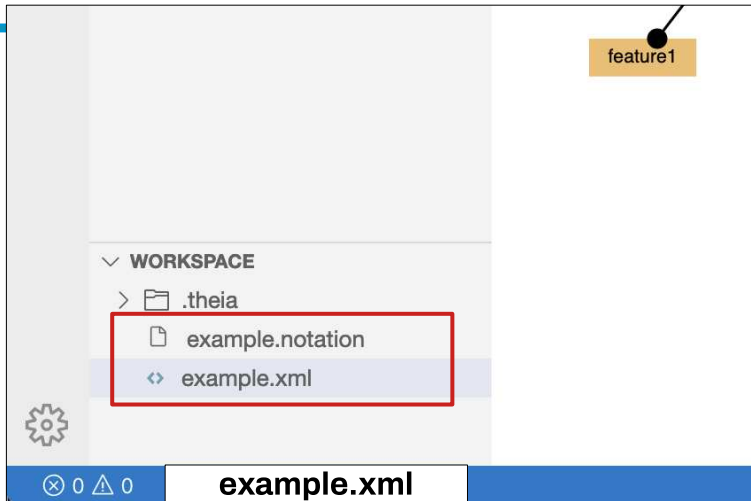 feature1
WORKSPACE
.theia
example.notation
example.xml
0 0
example.xml